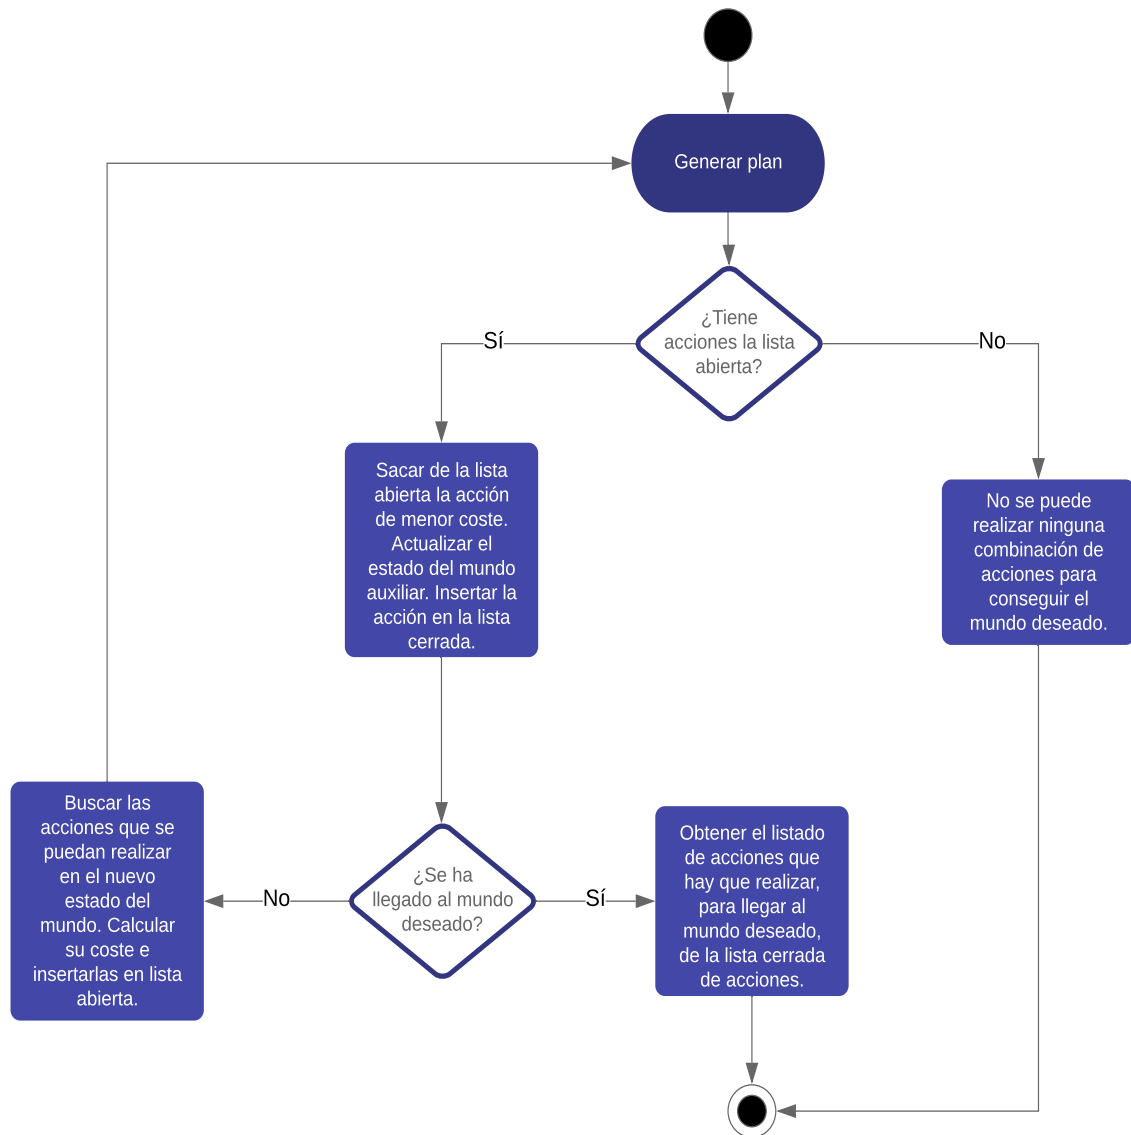 Generar plan
¿Tiene
acciones la lista
abierta?
Sí
No
Sacar de la lista
abierta la acción
de menor coste.
Actualizar el
estado del mundo
auxiliar. Insertar la
acción en la lista
cerrada.
No se puede
realizar ninguna
combinación de
acciones para
conseguir el
mundo deseado.
Buscar las
acciones que se
puedan realizar
en el nuevo
estado del
mundo. Calcular
su coste e
insertarlas en lista
abierta.
No
¿Se ha
llegado al mundo
deseado?
Sí
Obtener el listado
de acciones que
hay que realizar,
para llegar al
mundo deseado,
de la lista cerrada
de acciones.